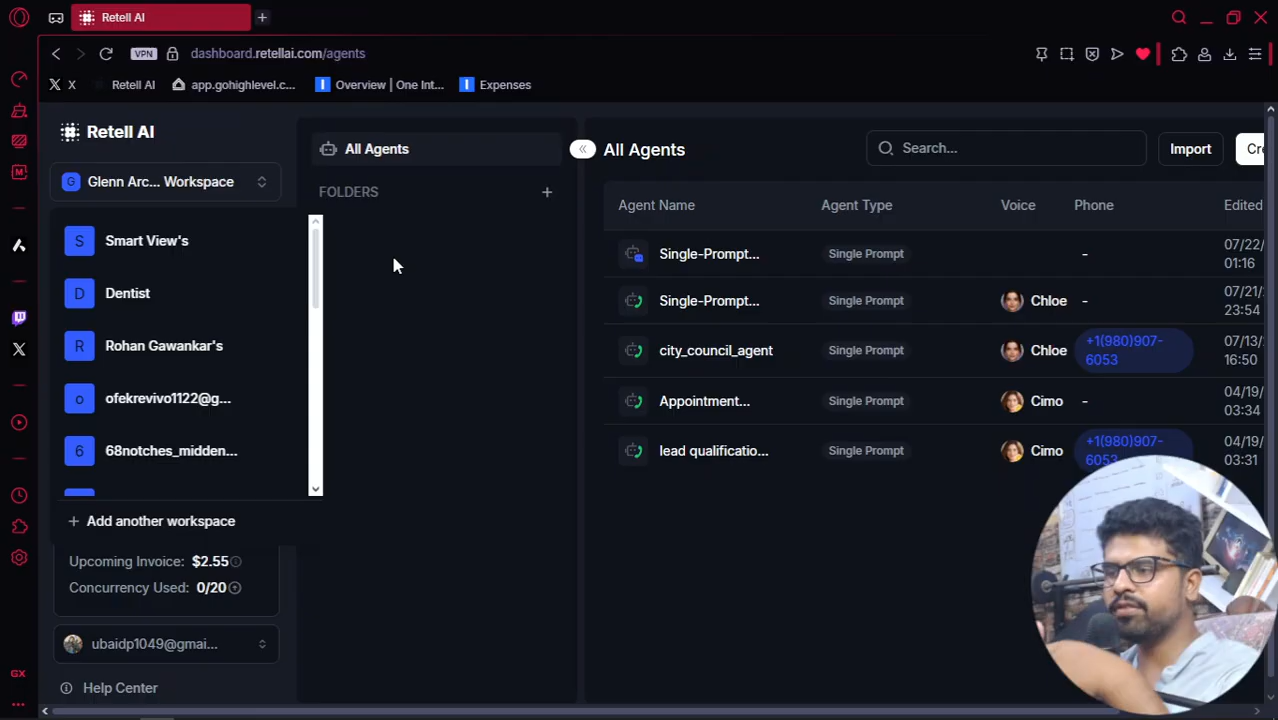 Retell AI
VPN
dashboard.retellai.com/agents
X
Retell AI
app.gohighlevel.c...
Overview | One Int...
Expenses
Retell AI
G
Glenn Arc... Workspace
S
Smart View's
D
Dentist
R
Rohan Gawankar's
o
ofekrevivo1122@g...
6
68notches_midden...
+ Add another workspace
Upcoming Invoice: $2.55
Concurrency Used: 0/20
ubaidp1049@gmai...
Help Center
GX
All Agents
FOLDERS
+
All Agents
Search...
Import
Cre
Agent Name
Agent Type
Voice
Phone
Edited
Single-Prompt...
Single Prompt
-
07/22/
01:16
Single-Prompt...
Single Prompt
Chloe
-
07/21/
23:54
city_council_agent
Single Prompt
Chloe
+1(980)907-
6053
07/13/
16:50
Appointment...
Single Prompt
Cimo
-
04/19/
03:34
lead qualificatio...
Single Prompt
Cimo
+1(980)907-
6053
04/19/
03:31